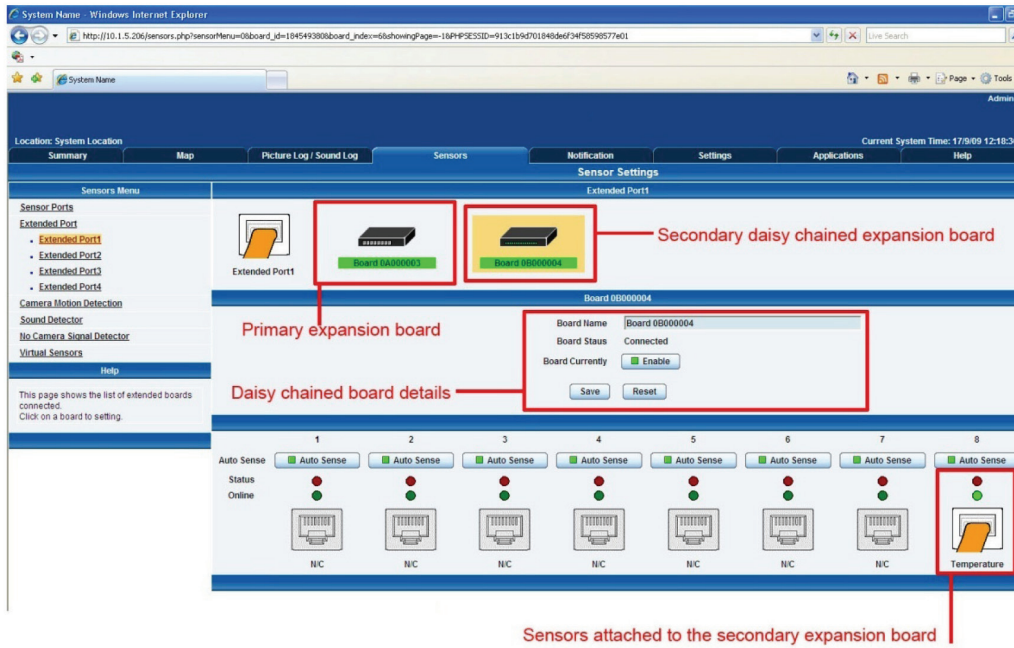 System Name - Windows Internet Explorer
http://10.1.5.206/sensors.php?sensorMenu=0&board_id=184549380&board_index=6&showingPage=-1&PHPSESSID=913c1b9d701848de6f34f58598577e01
Live Search
System Name
Page
Tools
Admin
Location: System Location
Current System Time: 17/9/09 12:18:3
Summary Map Picture Log / Sound Log Sensors Notification Settings Applications Help
Sensor Settings
Sensors Menu
Extended Port1
Sensor Ports
Extended Port
Extended Port1
Extended Port2
Extended Port3
Extended Port4
Camera Motion Detection
Sound Detector
No Camera Signal Detector
Virtual Sensors
Help
This page shows the list of extended boards
connected.
Click on a board to setting.
Extended Port1
Board 0A000003
Board 0B000004
Secondary daisy chained expansion board
Primary expansion board
Board 0B000004
Board Name Board 0B000004
Board Staus Connected
Board Currently Enable
Save Reset
Daisy chained board details
1 2 3 4 5 6 7 8
Auto Sense Auto Sense Auto Sense Auto Sense Auto Sense Auto Sense Auto Sense Auto Sense Auto Sense
Status
Online
N/C N/C N/C N/C N/C N/C N/C Temperature
Sensors attached to the secondary expansion board